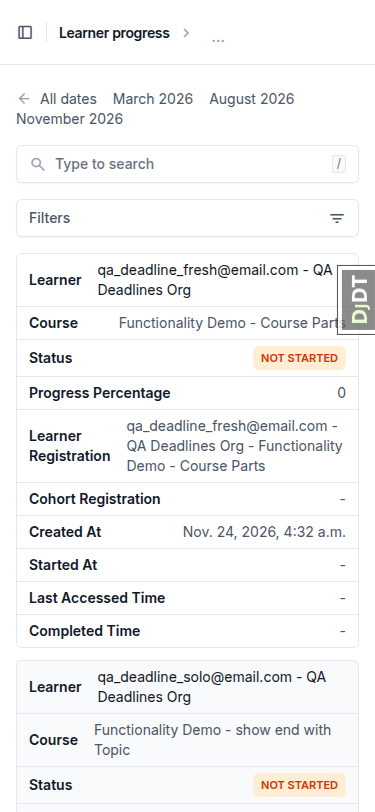 Learner progress > ...
← All dates March 2026 August 2026
November 2026
Type to search /
Filters
Learner qa_deadline_fresh@email.com - QA
Deadlines Org
Course Functionality Demo - Course Parts
DjDT
Status NOT STARTED
Progress Percentage 0
Learner Registration qa_deadline_fresh@email.com -
QA Deadlines Org - Functionality
Demo - Course Parts
Cohort Registration -
Created At Nov. 24, 2026, 4:32 a.m.
Started At -
Last Accessed Time -
Completed Time -
Learner qa_deadline_solo@email.com - QA
Deadlines Org
Course Functionality Demo - show end with
Topic
Status NOT STARTED